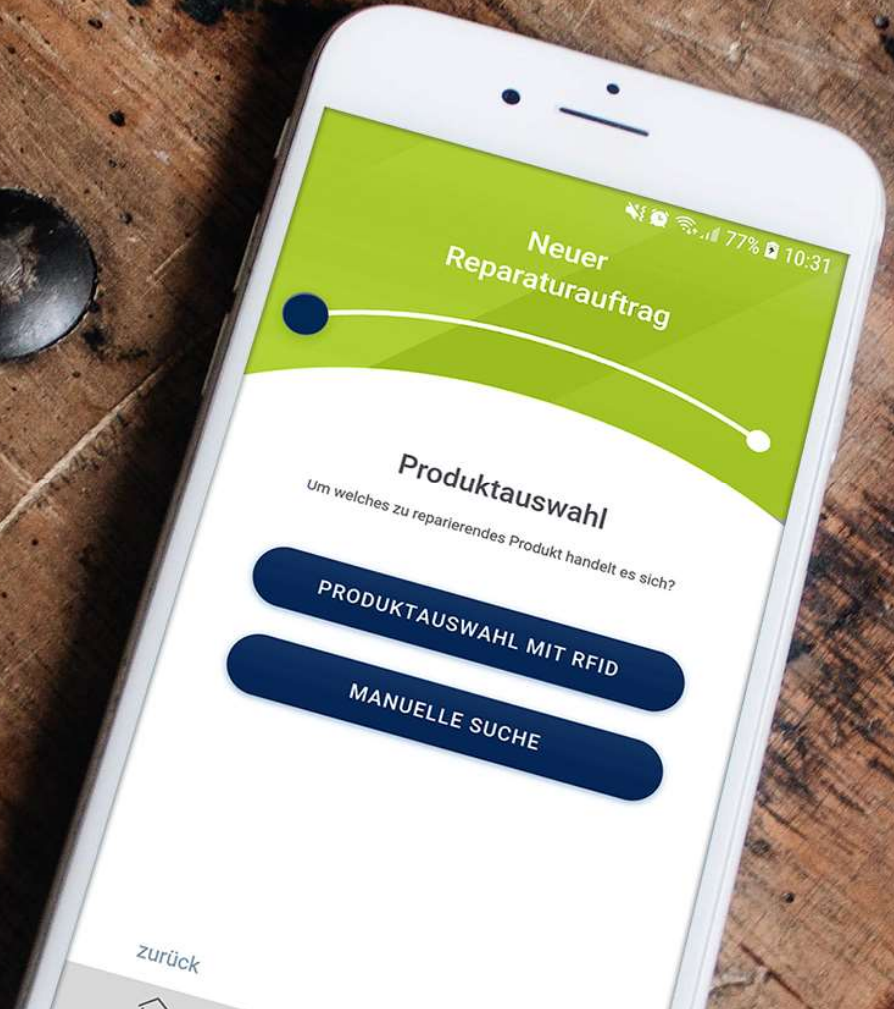 77% 10:31
Neuer
Reparaturauftrag
Produktauswahl
Um welches zu reparierendes Produkt handelt es sich?
PRODUKTAUSWAHL MIT RFID
MANUELLE SUCHE
zurück